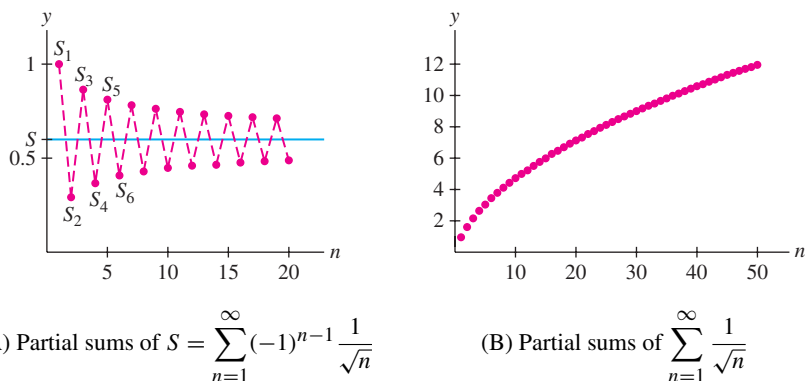 y
S₁
1
S₃
S₅
S
0.5
S₄
S₆
S₂
n
5 10 15 20
) Partial sums of S = ∑_{n=1}^{∞} (−1)^{n−1} 1/√n
y
12
10
8
6
4
2
n
10 20 30 40 50
(B) Partial sums of ∑_{n=1}^{∞} 1/√n